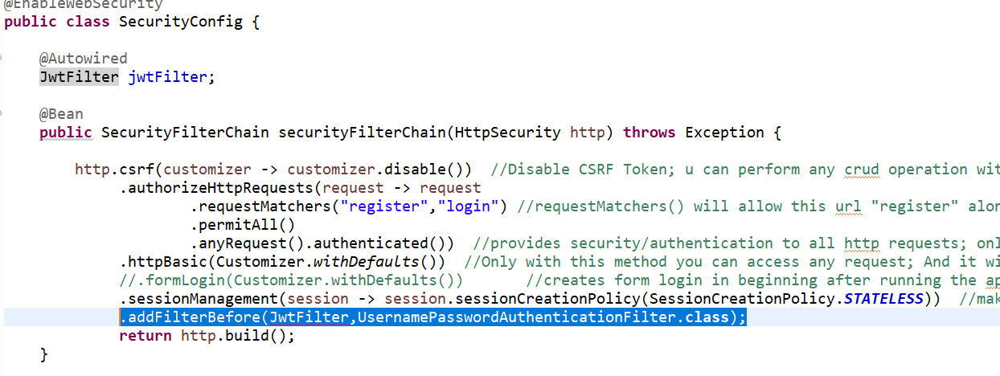 @EnableWebSecurity
public class SecurityConfig {
@Autowired
JwtFilter jwtFilter;
@Bean
public SecurityFilterChain securityFilterChain(HttpSecurity http) throws Exception {
http.csrf(customizer -> customizer.disable()) //Disable CSRF Token; u can perform any crud operation wit
.authorizeHttpRequests(request -> request
.requestMatchers("register","login") //requestMatchers() will allow this url "register" alon
.permitAll()
.anyRequest().authenticated()) //provides security/authentication to all http requests; onl
.httpBasic(Customizer.withDefaults()) //Only with this method you can access any request; And it wi
//.formLogin(Customizer.withDefaults()) //creates form login in beginning after running the ap
.sessionManagement(session -> session.sessionCreationPolicy(SessionCreationPolicy.STATELESS)) //mak
.addFilterBefore(JwtFilter,UsernamePasswordAuthenticationFilter.class);
return http.build();
}